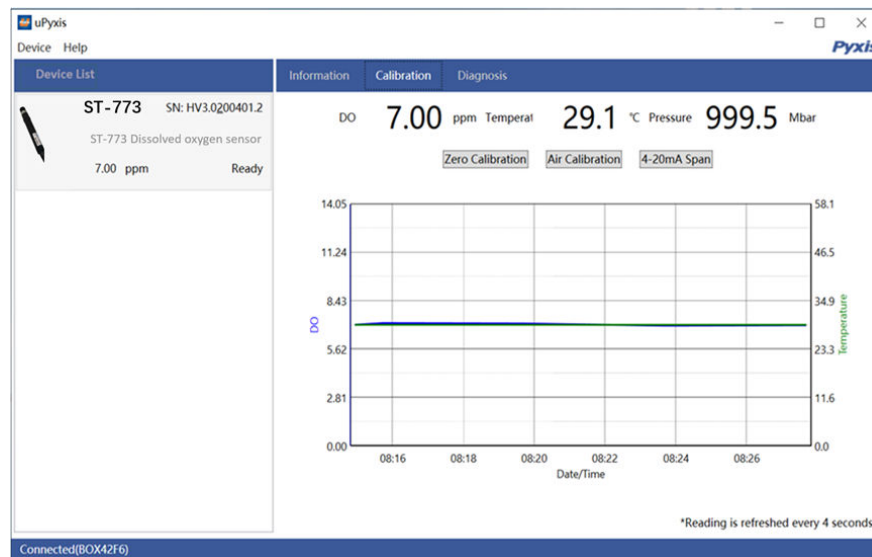 uPyxis
Device Help
Pyxis
Device List
Information Calibration Diagnosis
ST-773 SN: HV3.0200401.2
ST-773 Dissolved oxygen sensor
7.00 ppm Ready
DO 7.00 ppm Temperat 29.1 °C Pressure 999.5 Mbar
Zero Calibration Air Calibration 4-20mA Span
14.05 58.1
11.24 46.5
8.43 34.9
DO
Temperature
5.62 23.3
2.81 11.6
0.00 0.0
08:16 08:18 08:20 08:22 08:24 08:26
Date/Time
*Reading is refreshed every 4 seconds
Connected(BOX42F6)